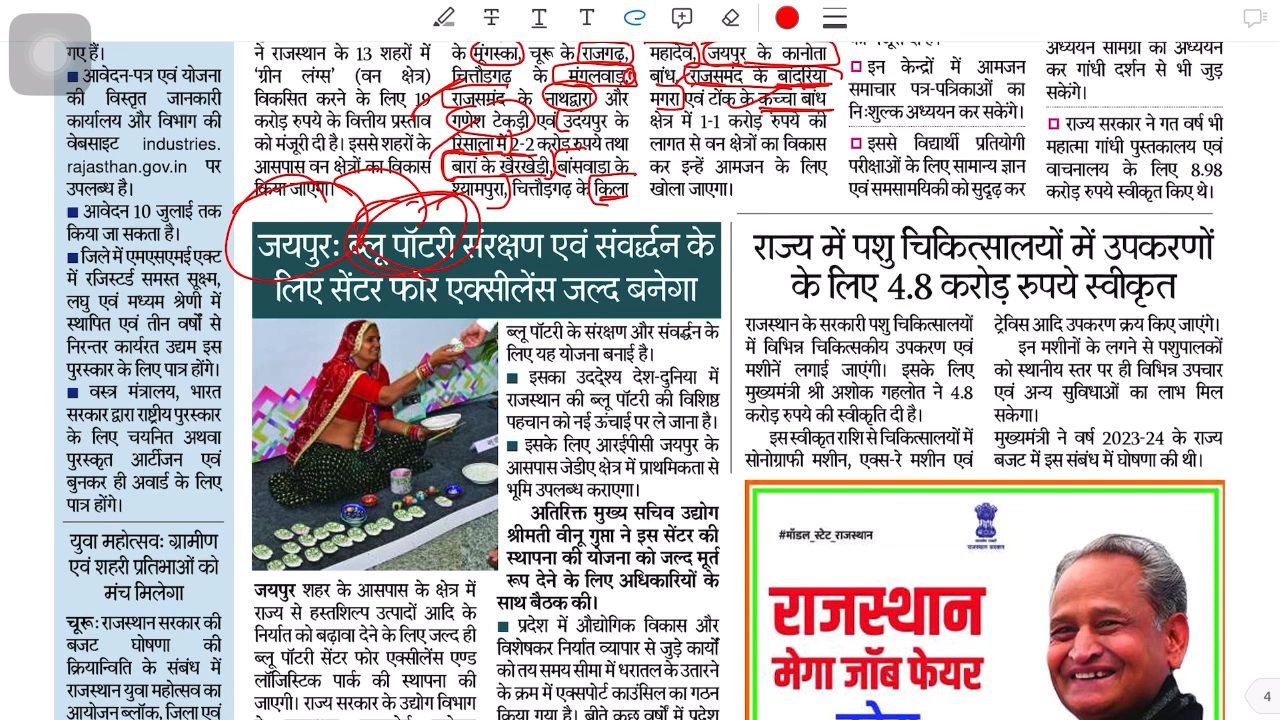 गए हैं।
■ आवेदन-पत्र एवं योजना
की विस्तृत जानकारी
कार्यालय और विभाग की
वेबसाइट industries.
rajasthan.gov.in पर
उपलब्ध है।
■ आवेदन 10 जुलाई तक
किया जा सकता है।
■ जिले में एमएसएमई एक्ट
में रजिस्टर्ड समस्त सूक्ष्म,
लघु एवं मध्यम श्रेणी में
स्थापित एवं तीन वर्षों से
निरन्तर कार्यरत उद्यम इस
पुरस्कार के लिए पात्र होंगे।
■ वस्त्र मंत्रालय, भारत
सरकार द्वारा राष्ट्रीय पुरस्कार
के लिए चयनित अथवा
पुरस्कृत आर्टीजन एवं
बुनकर ही अवार्ड के लिए
पात्र होंगे।
युवा महोत्सवः ग्रामीण
एवं शहरी प्रतिभाओं को
मंच मिलेगा
चूरूः राजस्थान सरकार की
बजट घोषणा की
क्रियान्विति के संबंध में
राजस्थान युवा महोत्सव का
आयोजन ब्लॉक, जिला एवं
ने राजस्थान के 13 शहरों में
‘ग्रीन लंग्स’ (वन क्षेत्र)
विकसित करने के लिए 19
करोड़ रुपये के वित्तीय प्रस्ताव
को मंजूरी दी है। इससे शहरों के
आसपास वन क्षेत्रों का विकास
किया जाएगा।
के मूंगस्का, चूरू के राजगढ़,
चित्तौड़गढ़ के मंगलवाड़,
राजसमंद के नाथद्वारा और
गणेश टेकड़ी एवं उदयपुर के
रिसाला में 2-2 करोड़ रुपये तथा
बारां के खैरखेड़ी, बांसवाड़ा के
श्यामपुरा, चित्तौड़गढ़ के किला
महादेव, जयपुर के कानोता
बांध, राजसमंद के बांदरिया
मगरा एवं टोंक के कच्चा बांध
क्षेत्र में 1-1 करोड़ रुपये की
लागत से वन क्षेत्रों का विकास
कर इन्हें आमजन के लिए
खोला जाएगा।
इन केन्द्रों में आमजन
समाचार पत्र-पत्रिकाओं का
निःशुल्क अध्ययन कर सकेंगे।
इससे विद्यार्थी प्रतियोगी
परीक्षाओं के लिए सामान्य ज्ञान
एवं समसामयिकी को सुदृढ़ कर
अध्ययन सामग्री का अध्ययन
कर गांधी दर्शन से भी जुड़
सकेंगे।
राज्य सरकार ने गत वर्ष भी
महात्मा गांधी पुस्तकालय एवं
वाचनालय के लिए 8.98
करोड़ रुपये स्वीकृत किए थे।
जयपुरः ब्लू पॉटरी संरक्षण एवं संवर्द्धन के
लिए सेंटर फोर एक्सीलेंस जल्द बनेगा
जयपुर शहर के आसपास के क्षेत्र में
राज्य से हस्तशिल्प उत्पादों आदि के
निर्यात को बढ़ावा देने के लिए जल्द ही
ब्लू पॉटरी सेंटर फोर एक्सीलेंस एण्ड
लॉजिस्टिक पार्क की स्थापना की
जाएगी। राज्य सरकार के उद्योग विभाग
ब्लू पॉटरी के संरक्षण और संवर्धन के
लिए यह योजना बनाई है।
■ इसका उद्देश्य देश-दुनिया में
राजस्थान की ब्लू पॉटरी की विशिष्ठ
पहचान को नई ऊंचाई पर ले जाना है।
■ इसके लिए आरईपीसी जयपुर के
आसपास जेडीए क्षेत्र में प्राथमिकता से
भूमि उपलब्ध कराएगा।
अतिरिक्त मुख्य सचिव उद्योग
श्रीमती वीनू गुप्ता ने इस सेंटर की
स्थापना की योजना को जल्द मूर्त
रूप देने के लिए अधिकारियों के
साथ बैठक की।
■ प्रदेश में औद्योगिक विकास और
विशेषकर निर्यात व्यापार से जुड़े कार्यों
को तय समय सीमा में धरातल के उतारने
के क्रम में एक्सपोर्ट काउंसिल का गठन
किया गया है। बीते कुछ वर्षों में प्रदेश
राज्य में पशु चिकित्सालयों में उपकरणों
के लिए 4.8 करोड़ रुपये स्वीकृत
राजस्थान के सरकारी पशु चिकित्सालयों
में विभिन्न चिकित्सकीय उपकरण एवं
मशीनें लगाई जाएंगी। इसके लिए
मुख्यमंत्री श्री अशोक गहलोत ने 4.8
करोड़ रुपये की स्वीकृति दी है।
इस स्वीकृत राशि से चिकित्सालयों में
सोनोग्राफी मशीन, एक्स-रे मशीन एवं
ट्रेविस आदि उपकरण क्रय किए जाएंगे।
इन मशीनों के लगने से पशुपालकों
को स्थानीय स्तर पर ही विभिन्न उपचार
एवं अन्य सुविधाओं का लाभ मिल
सकेगा।
मुख्यमंत्री ने वर्ष 2023-24 के राज्य
बजट में इस संबंध में घोषणा की थी।
#मॉडल_स्टेट_राजस्थान
राजस्थान
मेगा जॉब फेयर
4